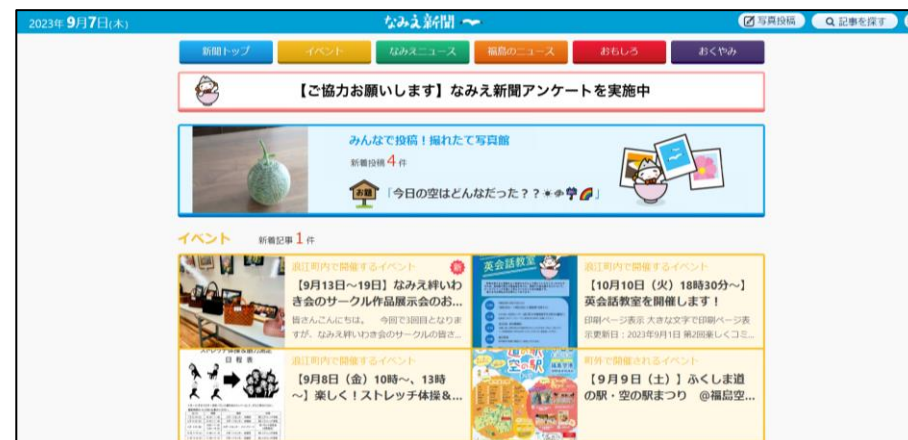 2023年 9月7日(木)
なみえ新聞
写真投稿
記事を探す
新聞トップ
イベント
なみえニュース
福島のニュース
おもしろ
おくやみ
【ご協力お願いします】なみえ新聞アンケートを実施中
みんなで投稿！撮れたて写真館
新着投稿 4 件
お題
「今日の空はどんなだった？？☀☁☔🌈」
イベント 新着記事 1 件
浪江町内で開催するイベント
新
【9月13日～19日】なみえ絆いわ
き会のサークル作品展示会のお...
皆さんこんにちは。 今回で3回目となりま
すが、なみえ絆いわき会のサークルの皆さ...
英会話教室
浪江町内で開催するイベント
【10月10日（火）18時30分～】
英会話教室を開催します！
印刷ページ表示 大きな文字で印刷ページ表
示更新日：2023年9月1日 第2回楽しくコミ...
日 程 表
浪江町内で開催するイベント
【9月8日（金）10時～、13時
～】楽しく！ストレッチ体操&...
道の駅
空の駅
町外で開催されるイベント
【9月9日（土）】ふくしま道
の駅・空の駅まつり ＠福島空...